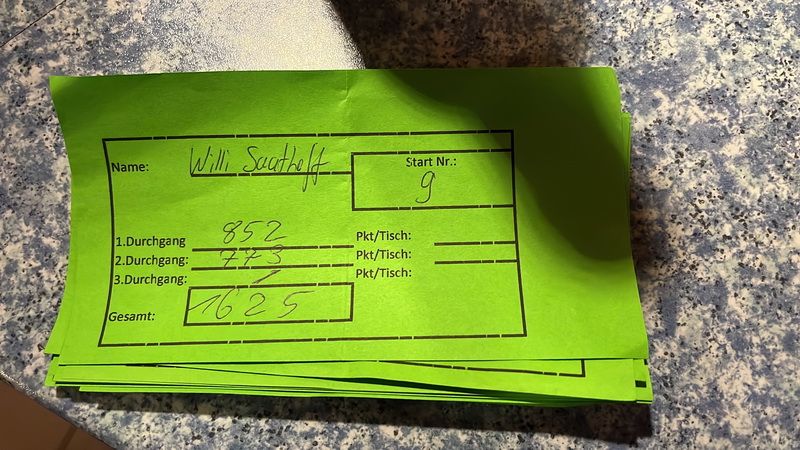 Name: Willi Saathoff
Start Nr.:
9
1.Durchgang 852 Pkt/Tisch:
2.Durchgang: 773 Pkt/Tisch:
3.Durchgang: / Pkt/Tisch:
Gesamt: 1625